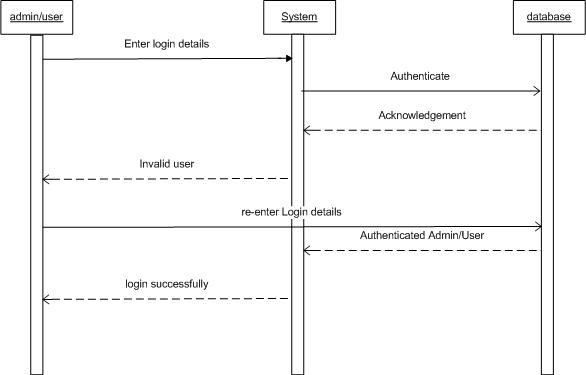 admin/user
System
database
Enter login details
Authenticate
Acknowledgement
Invalid user
re-enter Login details
Authenticated Admin/User
login successfully